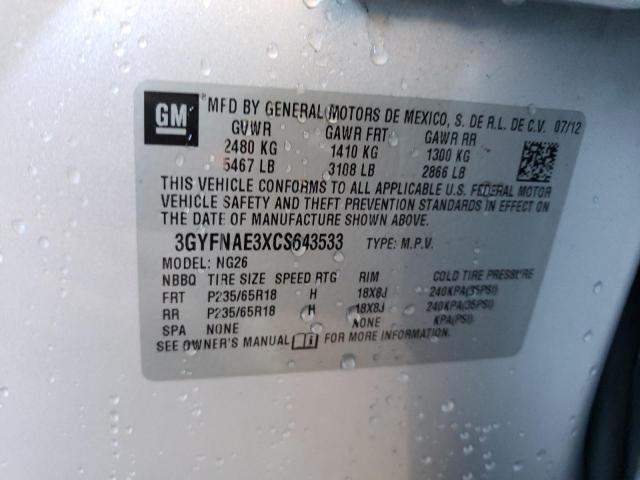 GM ® MFD BY GENERAL MOTORS DE MEXICO, S. DE R.L. DE C.V. 07/12
GVWR GAWR FRT GAWR RR
2480 KG 1410 KG 1300 KG
5467 LB 3108 LB 2866 LB
THIS VEHICLE CONFORMS TO ALL APPLICABLE U.S. FEDERAL MOTOR
VEHICLE SAFETY AND THEFT PREVENTION STANDARDS IN EFFECT ON
THE DATE OF MANUFACTURE SHOWN ABOVE.
3GYFNAE3XCS643533 TYPE: M.P.V.
MODEL: NG26
NBBQ TIRE SIZE SPEED RTG RIM COLD TIRE PRESSURE
FRT P235/65R18 H 18X8J 240KPA(35PSI)
RR P235/65R18 H 18X8J 240KPA(35PSI)
SPA NONE NONE KPA(PSI)
SEE OWNER'S MANUAL FOR MORE INFORMATION.